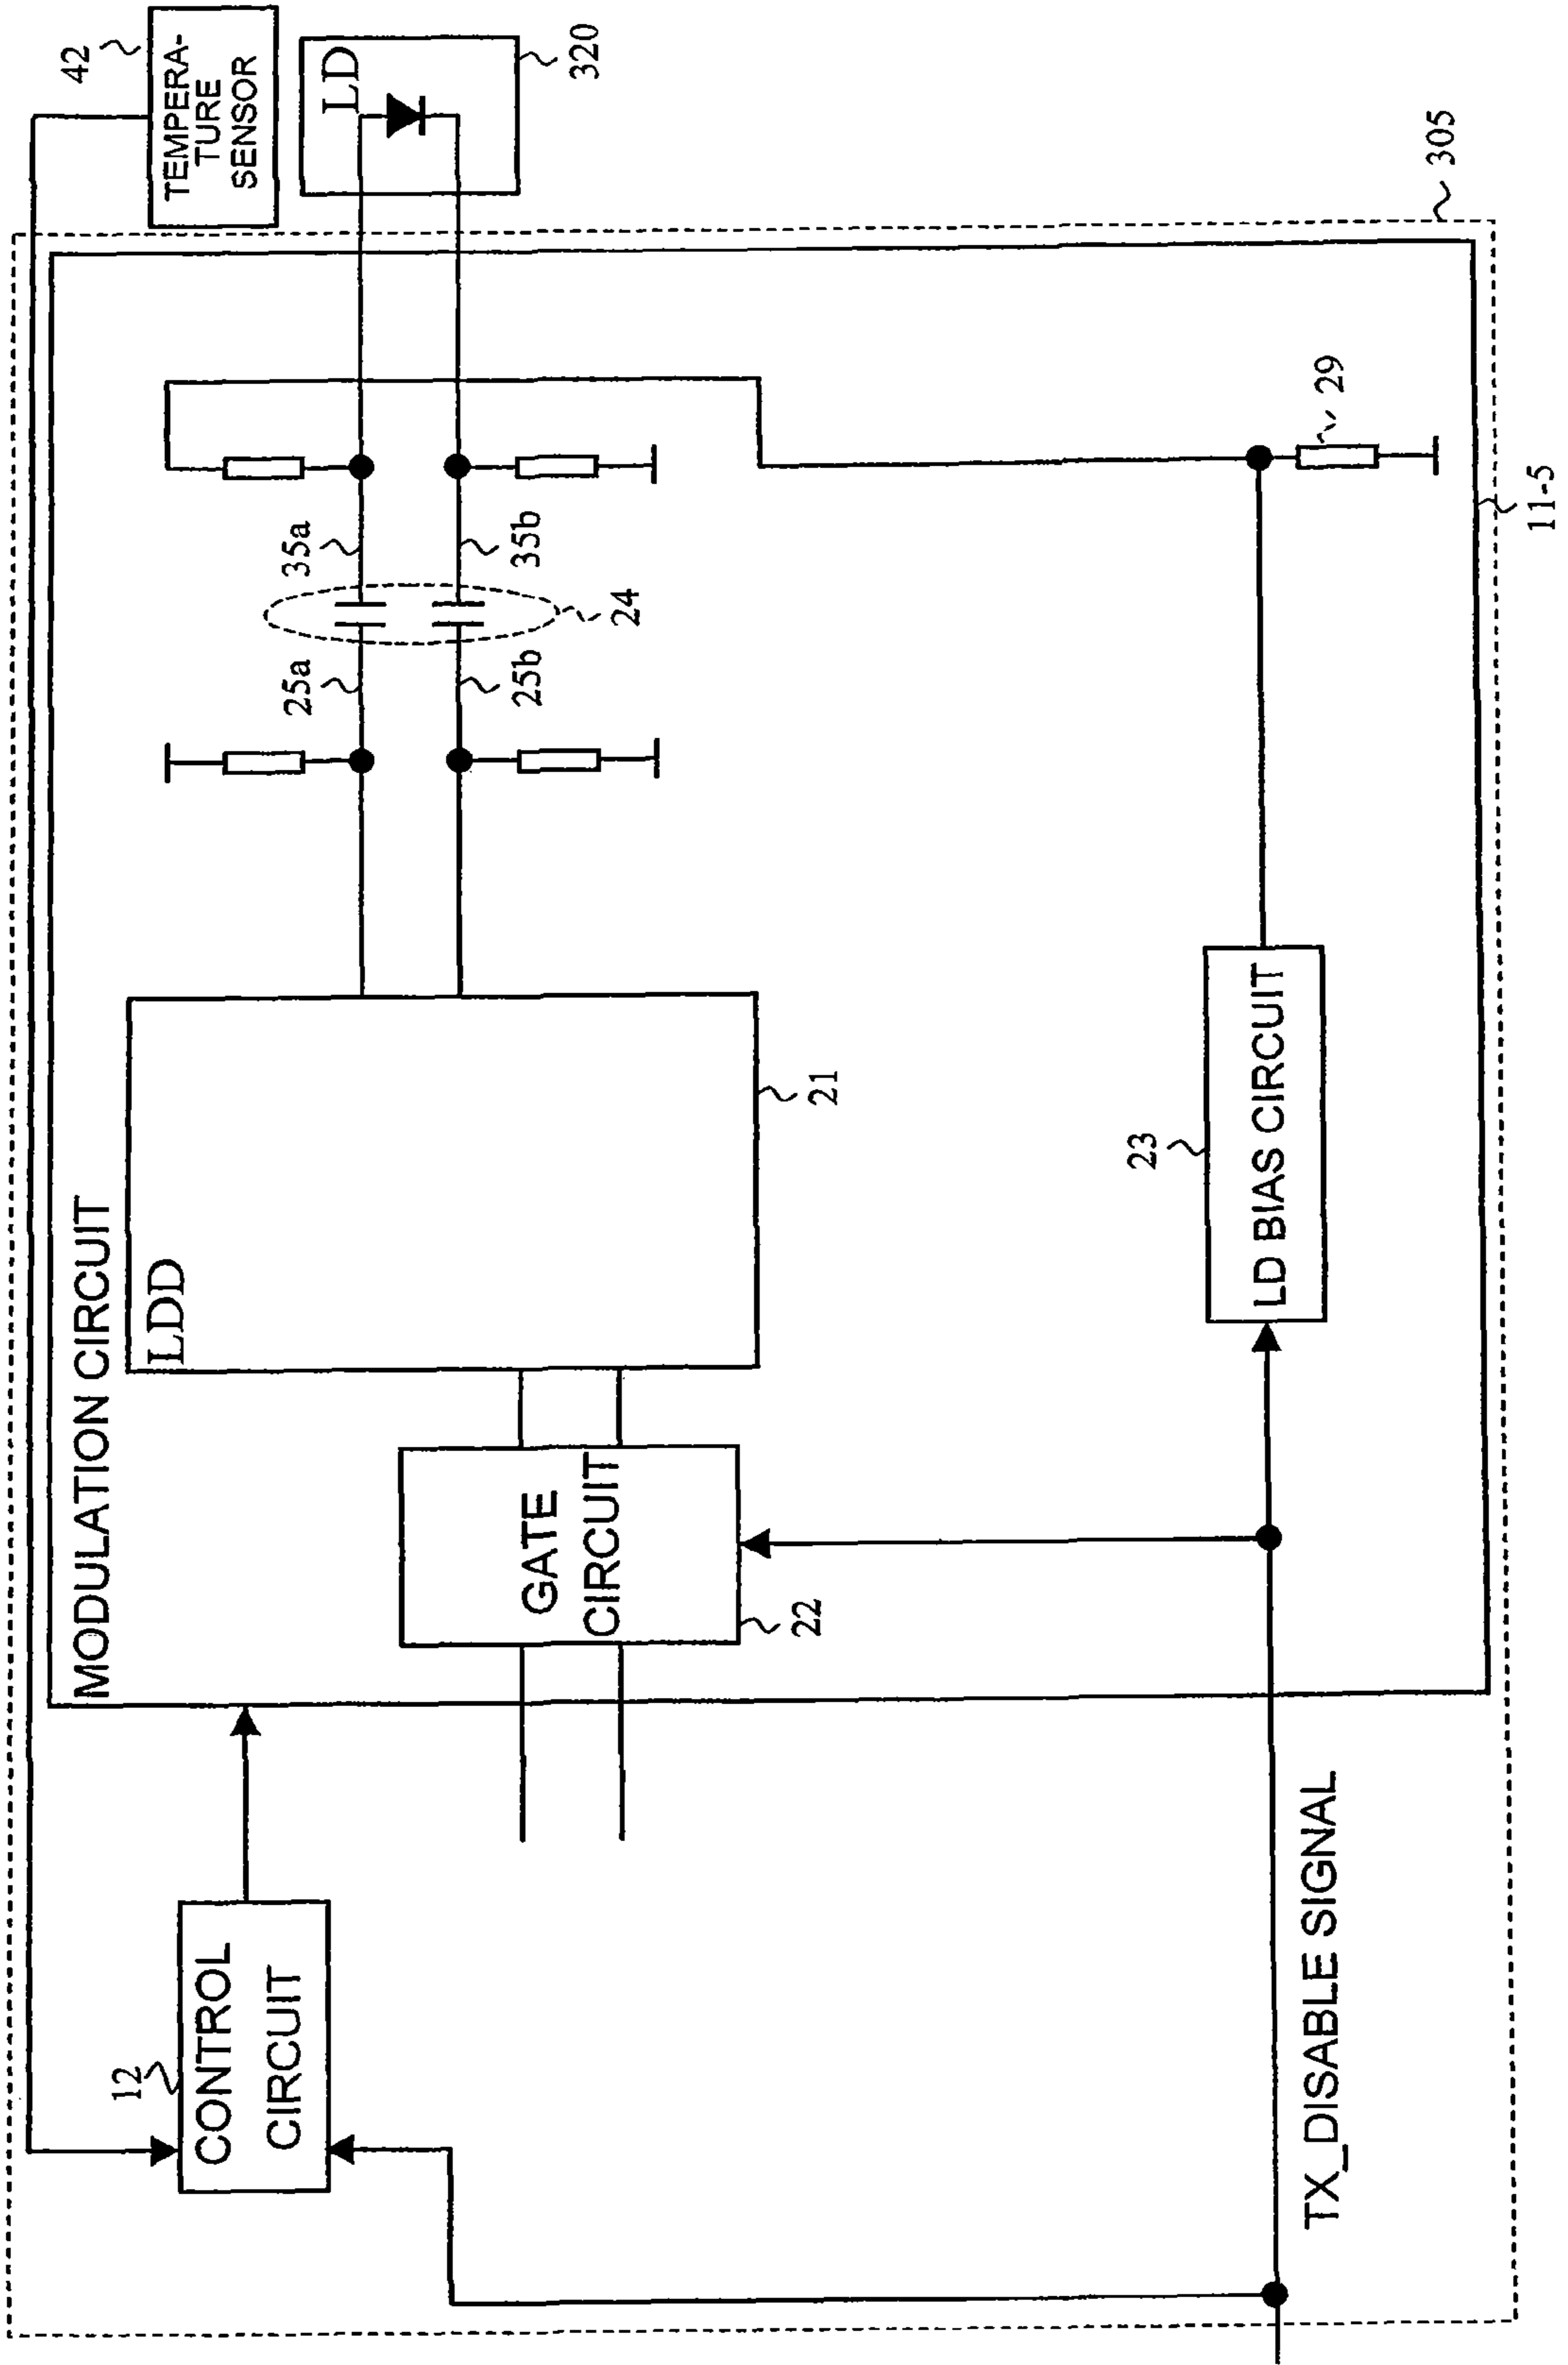 42
TEMPERA-
TURE
SENSOR
LD
320
305
MODULATION CIRCUIT
12
CONTROL
CIRCUIT
LDD
21
GATE
CIRCUIT
22
25a
35a
25b
35b
24
23
LD BIAS CIRCUIT
29
11-5
TX_DISABLE SIGNAL